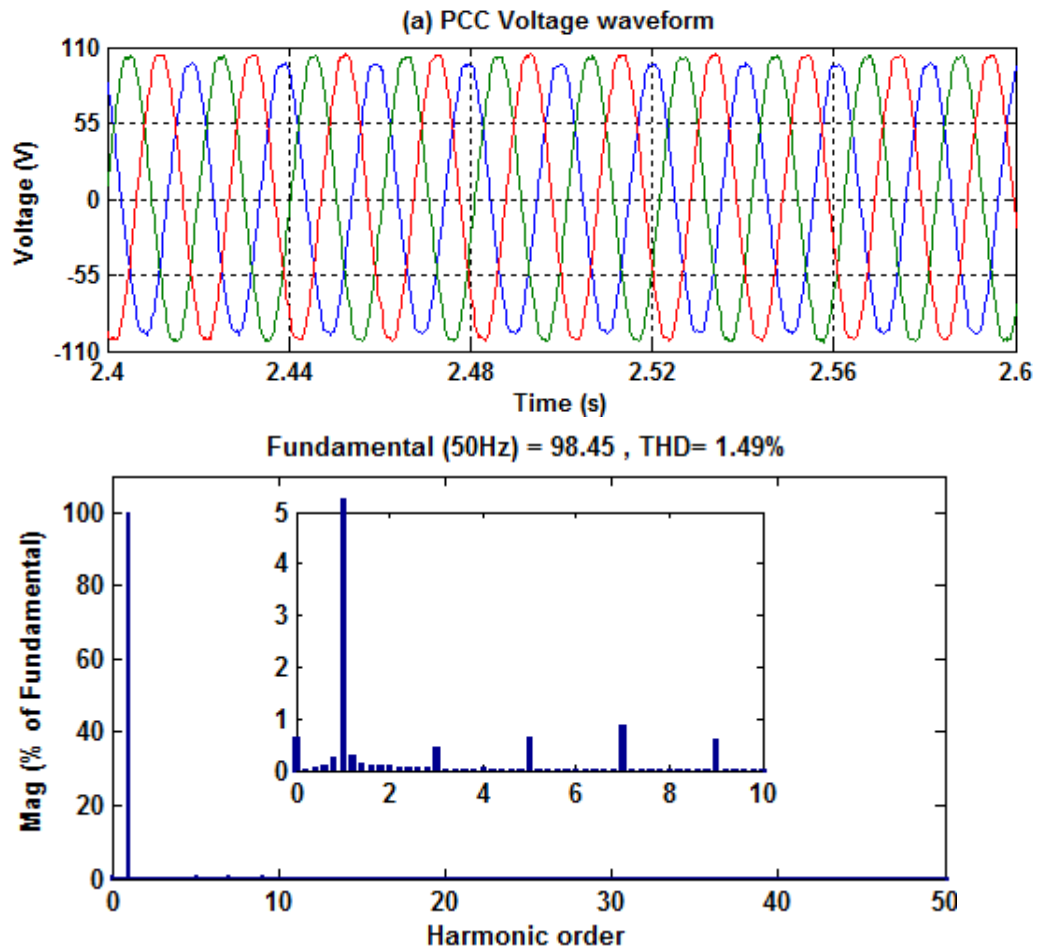 (a) PCC Voltage waveform
Voltage (V)
110
55
0
-55
-110
2.4 2.44 2.48 2.52 2.56 2.6
Time (s)
Fundamental (50Hz) = 98.45 , THD= 1.49%
Mag (% of Fundamental)
100
80
60
40
20
0
5
4
3
2
1
0
0 2 4 6 8 10
0 10 20 30 40 50
Harmonic order